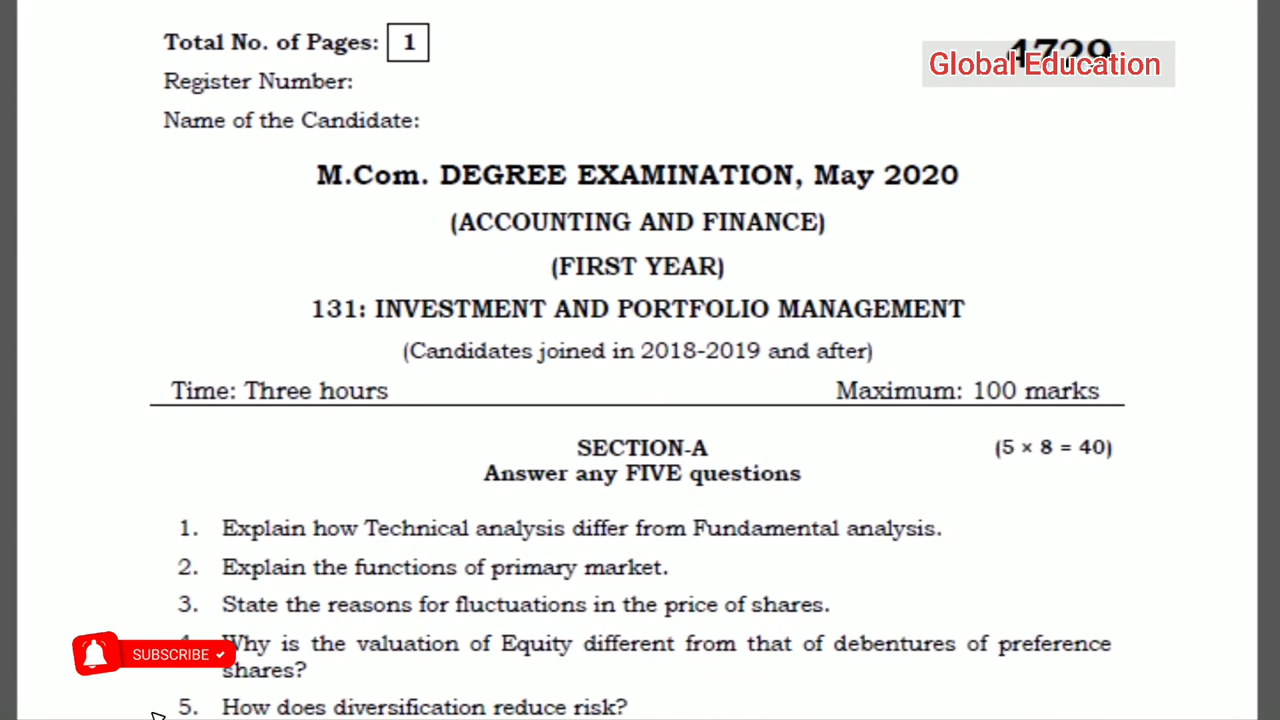 Total No. of Pages: 1
4729
Global Education
Register Number:
Name of the Candidate:
M.Com. DEGREE EXAMINATION, May 2020
(ACCOUNTING AND FINANCE)
(FIRST YEAR)
131: INVESTMENT AND PORTFOLIO MANAGEMENT
(Candidates joined in 2018-2019 and after)
Time: Three hours Maximum: 100 marks
SECTION-A (5 × 8 = 40)
Answer any FIVE questions
1. Explain how Technical analysis differ from Fundamental analysis.
2. Explain the functions of primary market.
3. State the reasons for fluctuations in the price of shares.
4. Why is the valuation of Equity different from that of debentures of preference
SUBSCRIBE
shares?
5. How does diversification reduce risk?